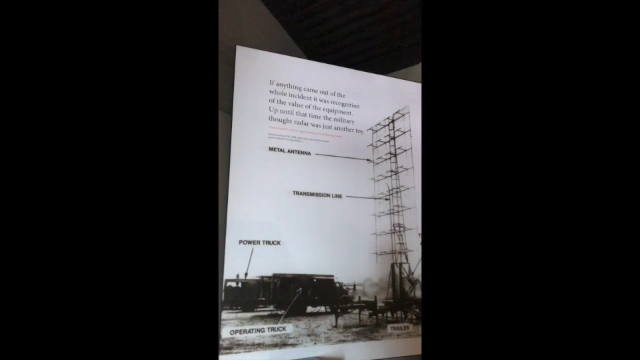 If anything came out of the
whole incident it was recognition
of the value of the equipment.
Up until that time the military
thought radar was just another toy.
METAL ANTENNA
TRANSMISSION LINE
POWER TRUCK
OPERATING TRUCK
TRAILER